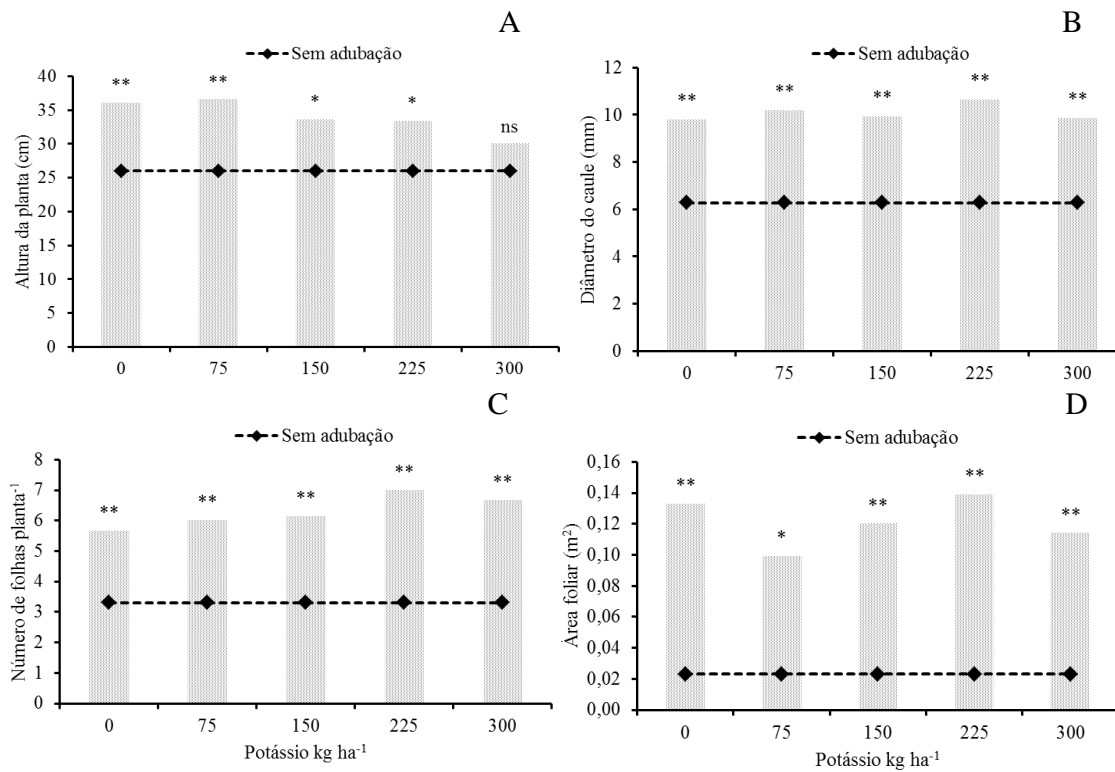 A
Sem adubação
Altura da planta (cm)
40
35
30
25
20
15
10
5
0
** ** * * ns
0 75 150 225 300
B
Sem adubação
Diâmetro do caule (mm)
12
10
8
6
4
2
0
** ** ** ** **
0 75 150 225 300
C
Sem adubação
Número de folhas planta⁻¹
8
7
6
5
4
3
2
1
0
** ** ** ** **
0 75 150 225 300
Potássio kg ha⁻¹
D
Sem adubação
Àrea foliar (m²)
0,16
0,14
0,12
0,10
0,08
0,06
0,04
0,02
0,00
** * ** ** **
0 75 150 225 300
Potássio kg ha⁻¹